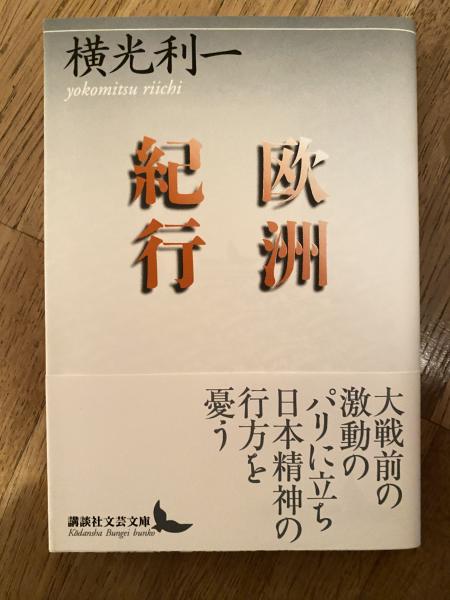 横光利一
yokomitsu riichi
欧洲
紀行
大戦前の
激動の
パリに立ち
日本精神の
行方を
憂う
講談社文芸文庫
Kōdansha Bungei bunko